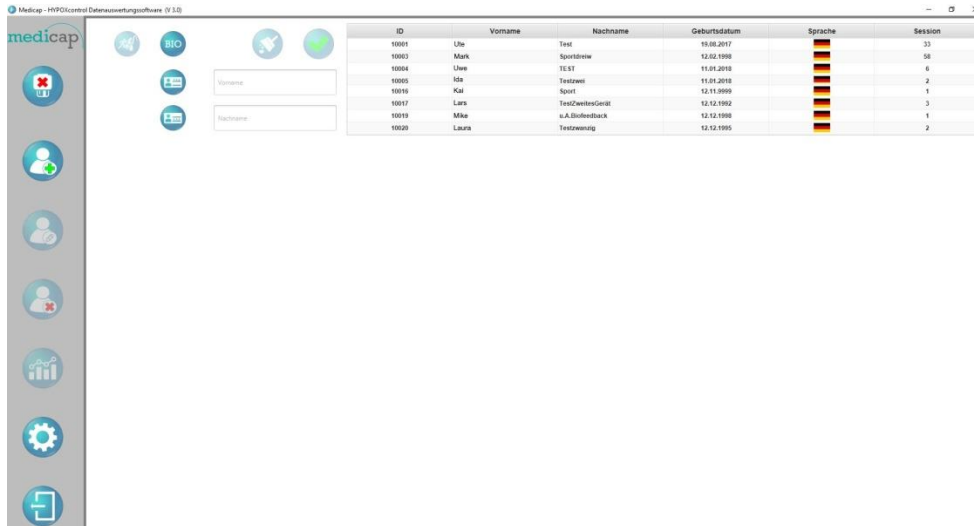 Medicap - HYPOXcontrol Datenauswertungssoftware (V 3.0)
medicap
BIO
Vorname
Nachname
ID Vorname Nachname Geburtsdatum Sprache Session
10001 Ute Test 19.08.2017 33
10003 Mark Sportdreiw 12.02.1998 58
10004 Uwe TEST 11.01.2018 6
10005 Ida Testzwei 11.01.2018 2
10016 Kai Sport 12.11.9999 1
10017 Lars TestZweitesGerät 12.12.1992 3
10019 Mike u.A.Biofeedback 12.12.1998 1
10020 Laura Testzwanzig 12.12.1995 2